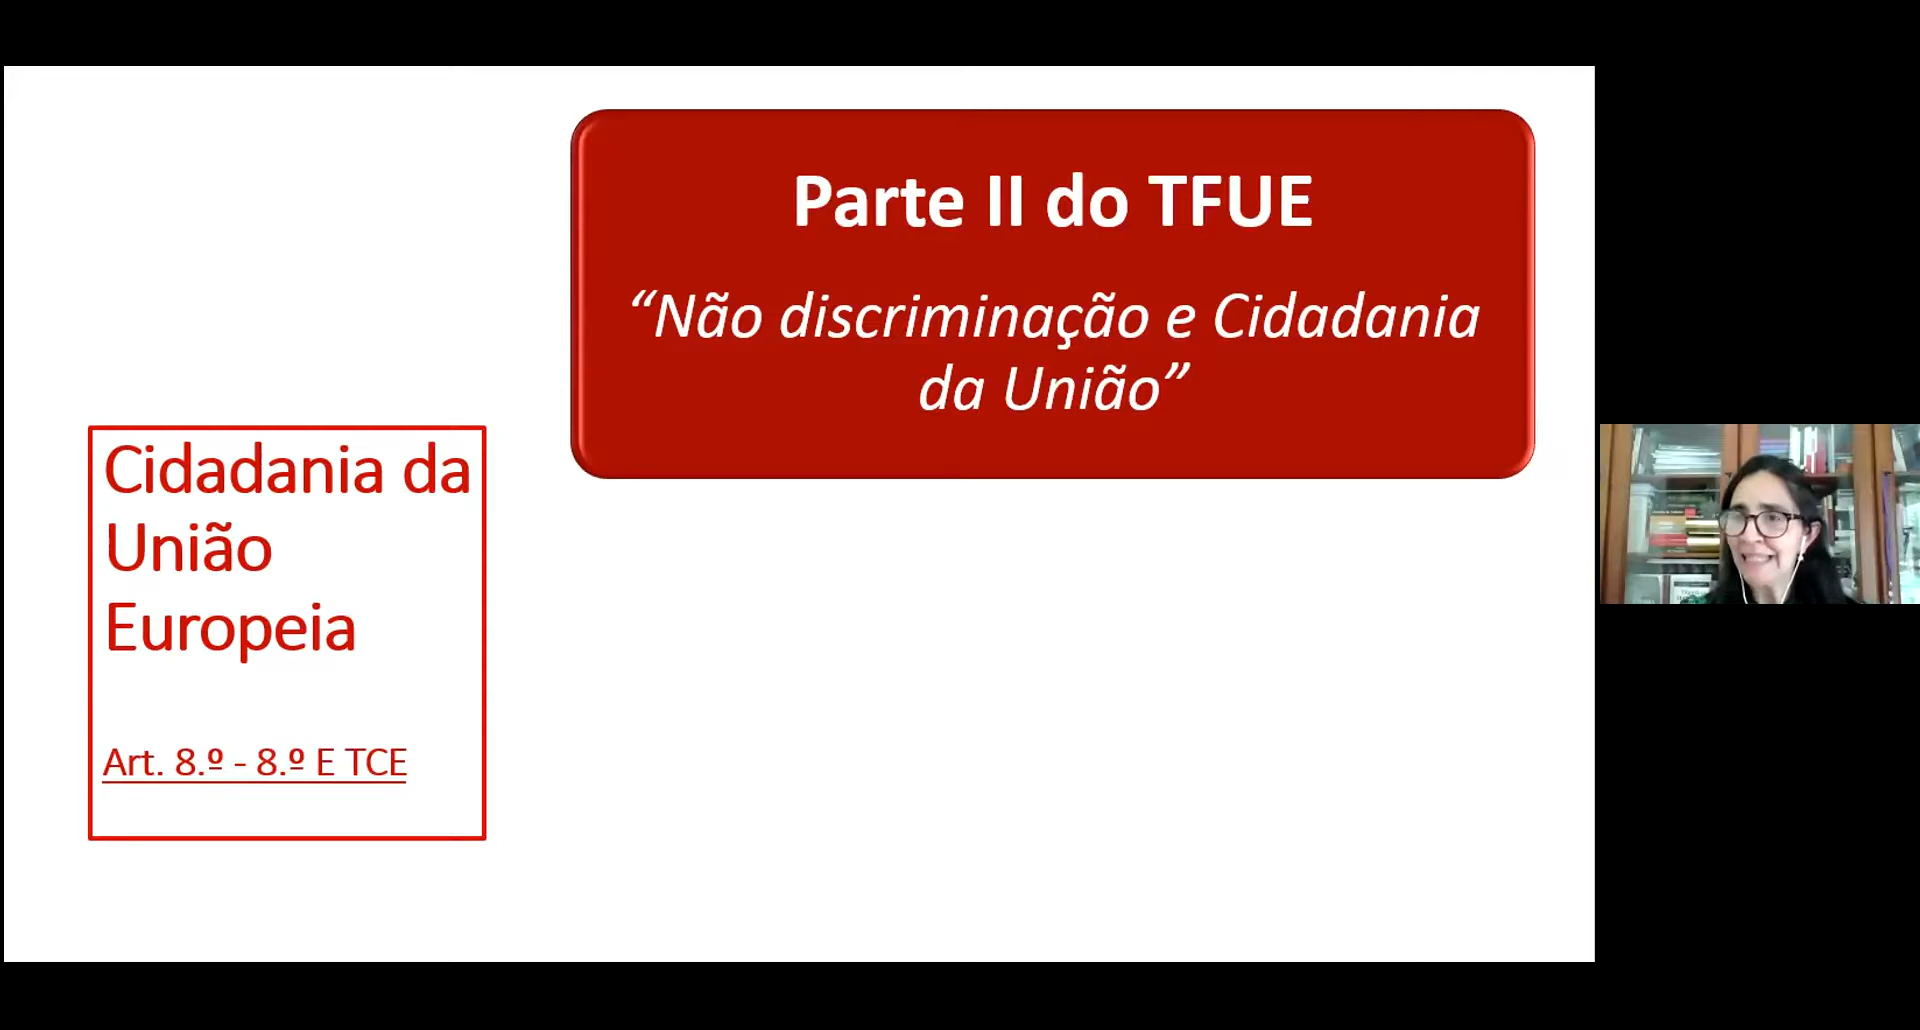 Parte II do TFUE
“Não discriminação e Cidadania
da União”
Cidadania da
União
Europeia
Art. 8.º - 8.º E TCE